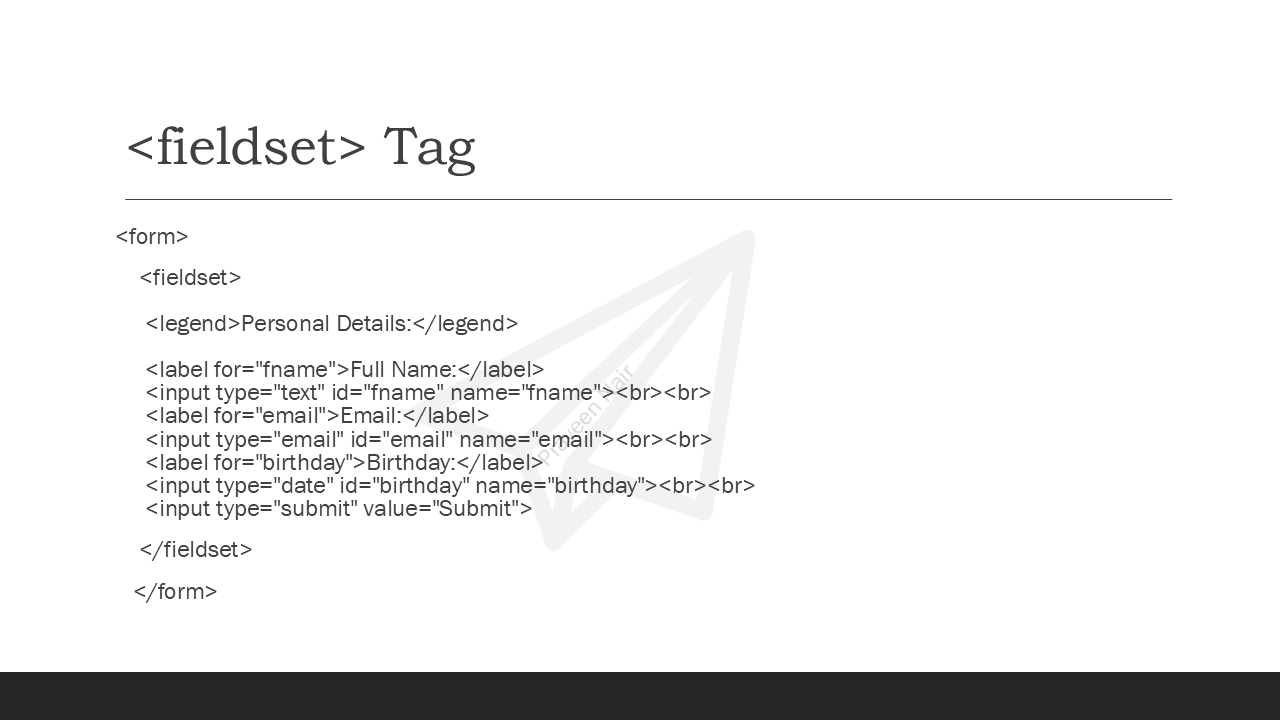 <fieldset> Tag
<form>
<fieldset>
<legend>Personal Details:</legend>
<label for="fname">Full Name:</label>
<input type="text" id="fname" name="fname"><br><br>
<label for="email">Email:</label>
<input type="email" id="email" name="email"><br><br>
<label for="birthday">Birthday:</label>
<input type="date" id="birthday" name="birthday"><br><br>
<input type="submit" value="Submit">
</fieldset>
</form>
Praveen Nair